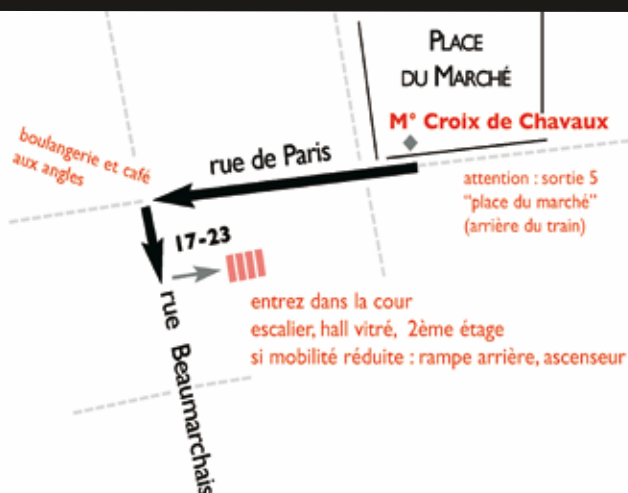 PLACE
DU MARCHÉ
M° Croix de Chavaux
boulangerie et café
aux angles
rue de Paris
attention : sortie 5
“place du marché”
(arrière du train)
17-23
entrez dans la cour
escalier, hall vitré, 2ème étage
si mobilité réduite : rampe arrière, ascenseur
rue Beaumarchais